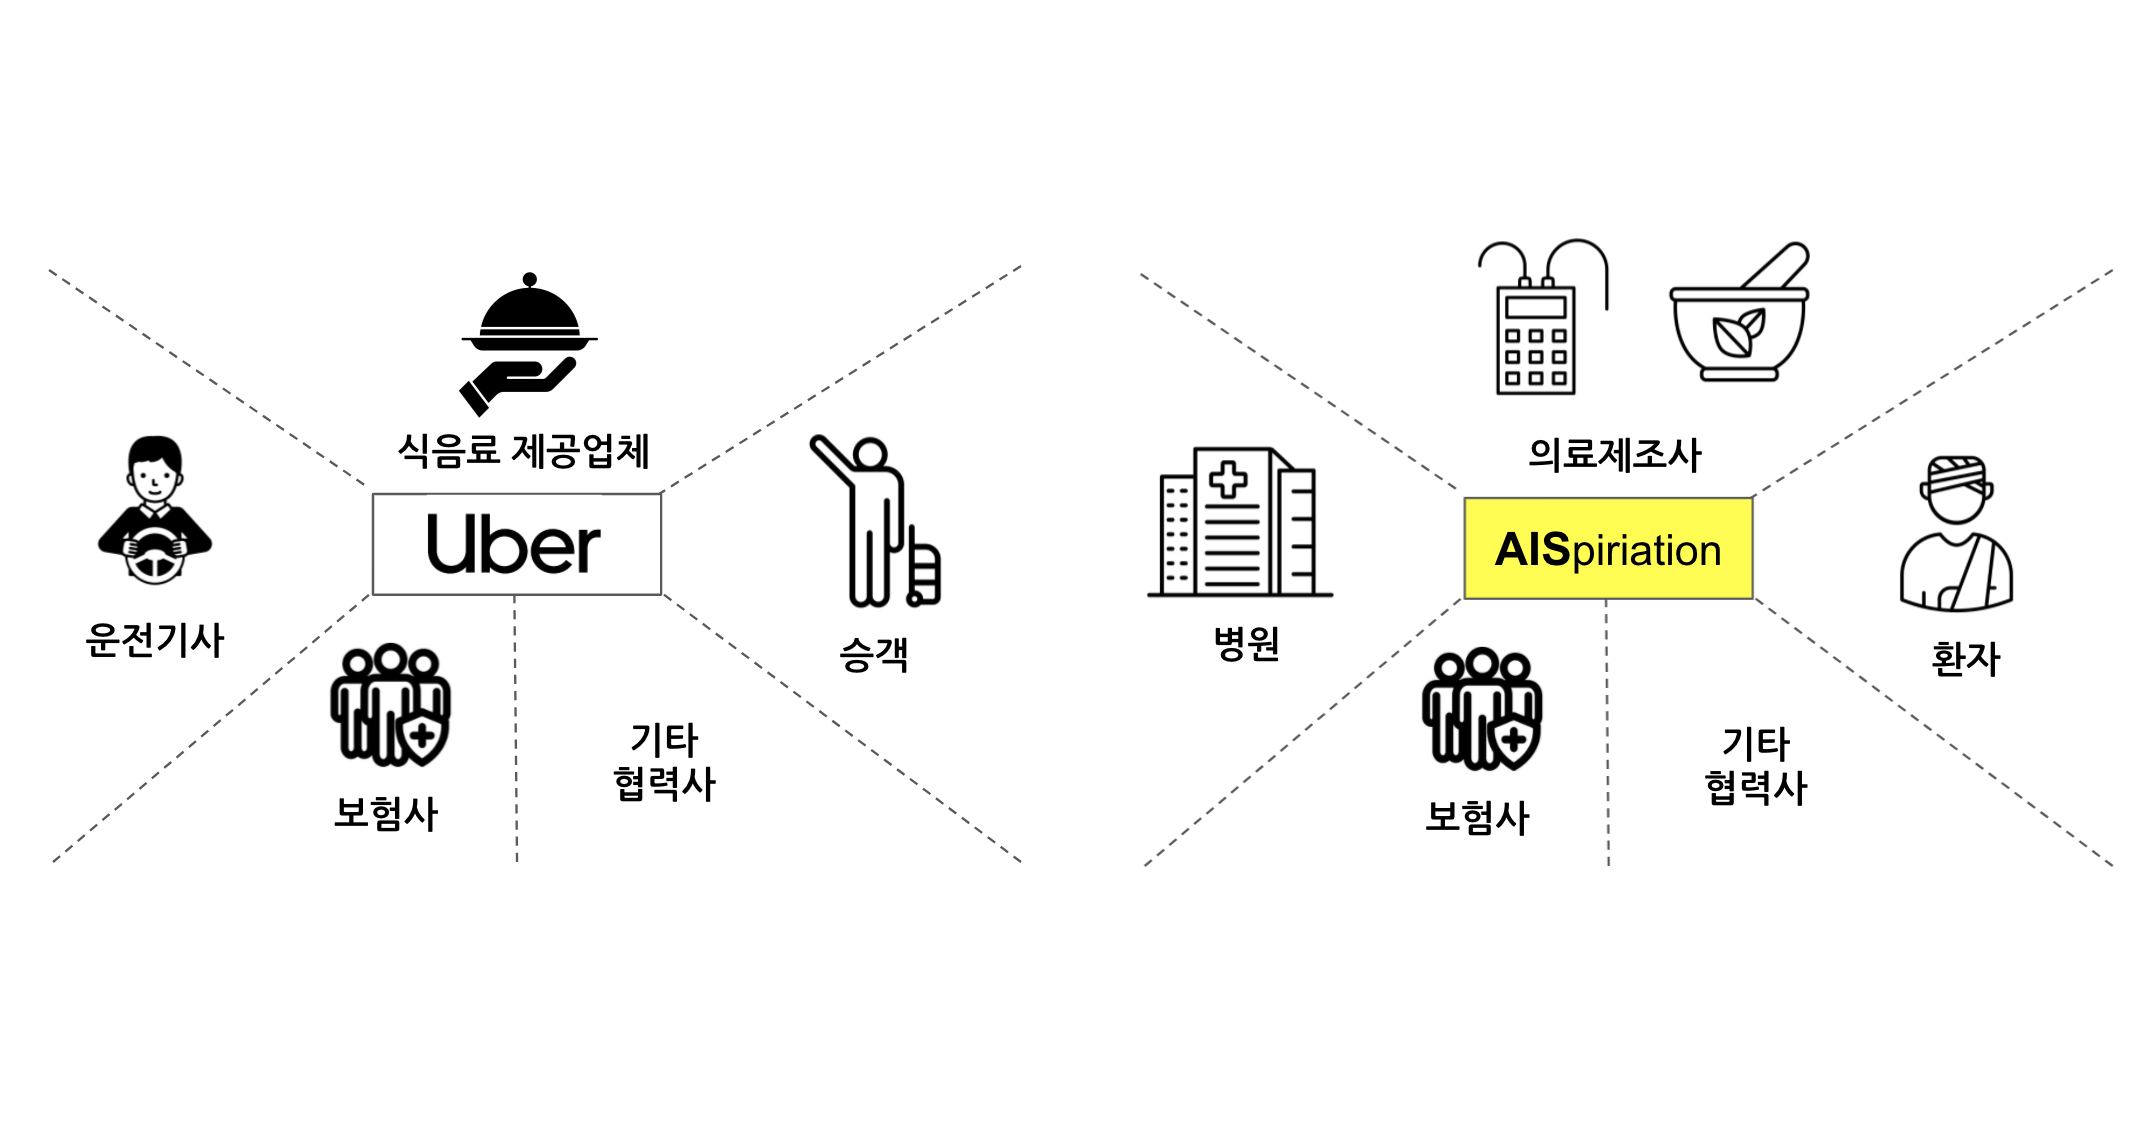 식음료 제공업체
Uber
운전기사
승객
보험사
기타
협력사
의료제조사
AISpiriation
병원
환자
보험사
기타
협력사